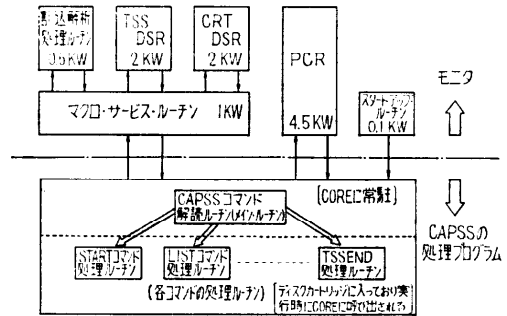 割込解析
処理ルーチン
0.5KW
TSS
DSR
2KW
CRT
DSR
2KW
PCR
4.5KW
マクロ・サービス・ルーチン 1KW
スタートアップ・
ルーチン
0.1KW
モニタ
[COREに常駐]
CAPSSコマンド
解読ルーチン(メイン・ルーチン)
CAPSSの
処理プログラム
STARTコマンド
処理ルーチン
LISTコマンド
処理ルーチン
TSSEND
処理ルーチン
(各コマンドの処理ルーチン)
[ディスクカートリッジに入っており実
行時にCOREに呼び出される]